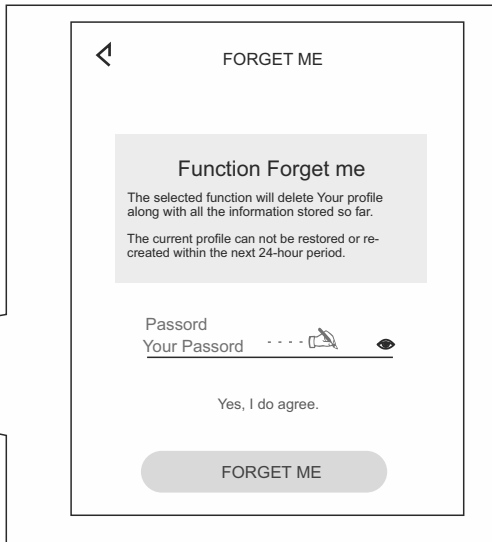 FORGET ME
Function Forget me
The selected function will delete Your profile
along with all the information stored so far.
The current profile can not be restored or re-
created within the next 24-hour period.
Passord
Your Passord - - - -
Yes, I do agree.
FORGET ME